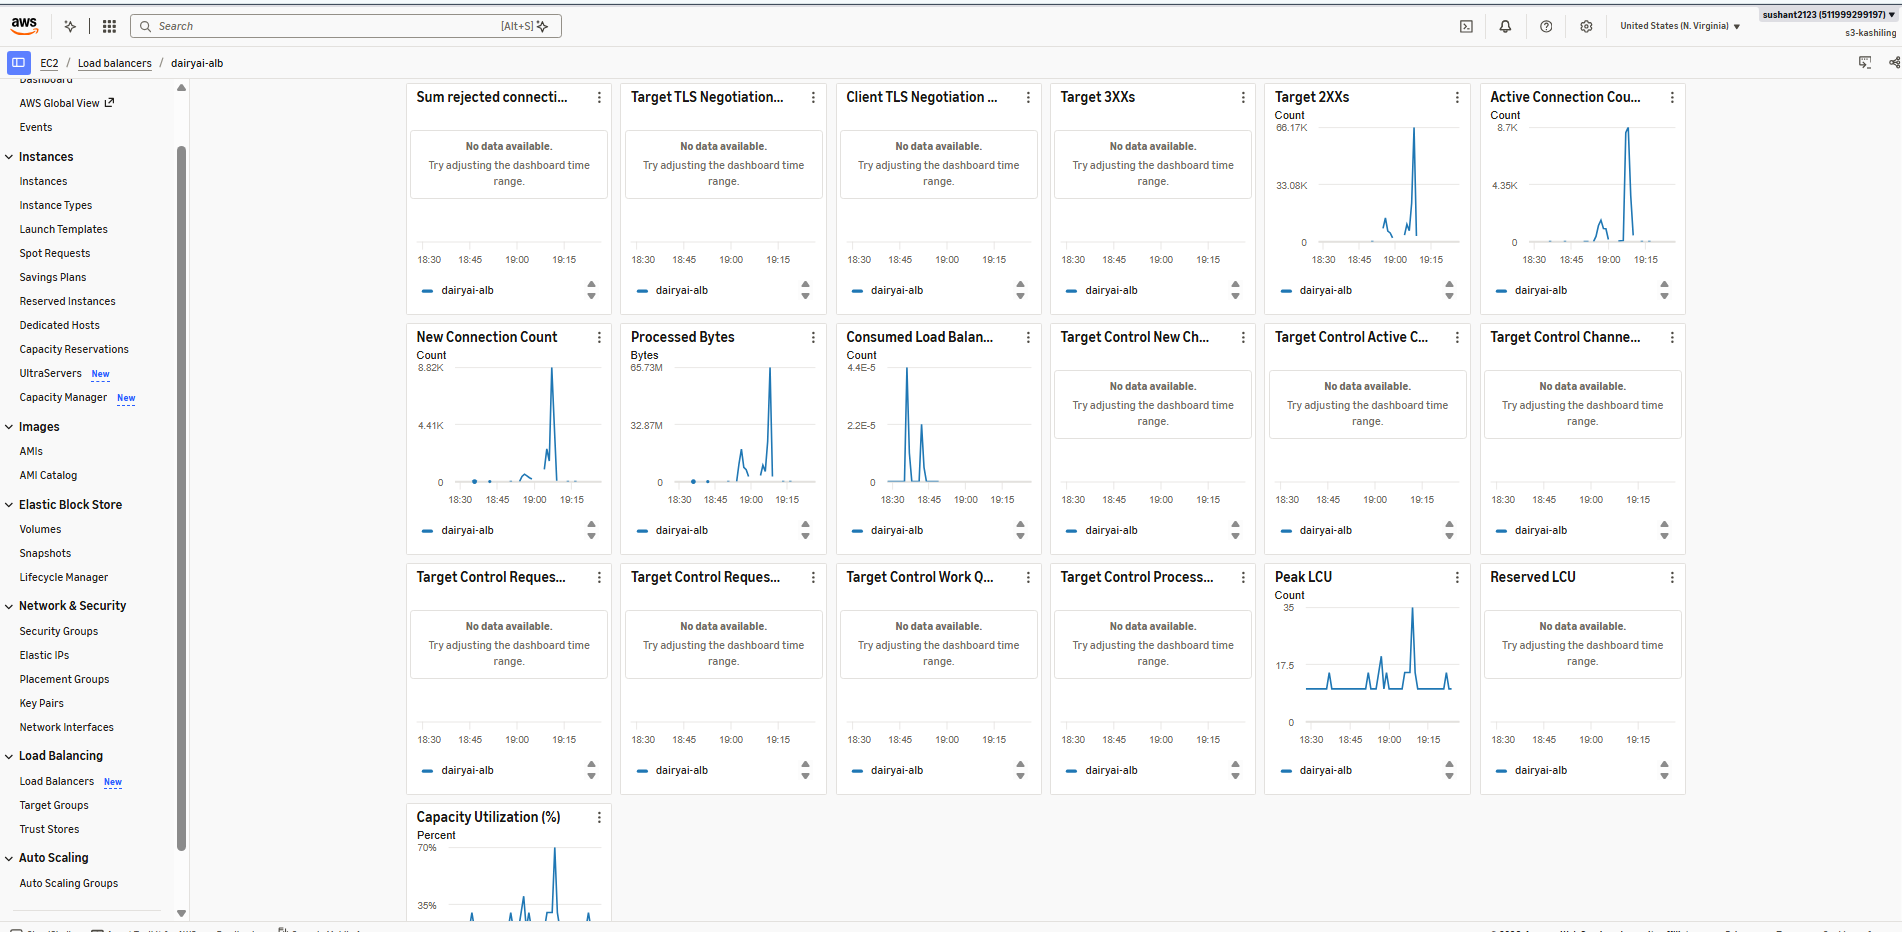 aws
Search
[Alt+S]
United States (N. Virginia)
sushant2123 (511999299197)
s3-kashiling
EC2 / Load balancers / dairyai-alb
Dashboard
AWS Global View
Events
Instances
Instances
Instance Types
Launch Templates
Spot Requests
Savings Plans
Reserved Instances
Dedicated Hosts
Capacity Reservations
UltraServers New
Capacity Manager New
Images
AMIs
AMI Catalog
Elastic Block Store
Volumes
Snapshots
Lifecycle Manager
Network & Security
Security Groups
Elastic IPs
Placement Groups
Key Pairs
Network Interfaces
Load Balancing
Load Balancers New
Target Groups
Trust Stores
Auto Scaling
Auto Scaling Groups
Sum rejected connecti...
No data available.
Try adjusting the dashboard time
range.
18:30 18:45 19:00 19:15
dairyai-alb
Target TLS Negotiation...
No data available.
Try adjusting the dashboard time
range.
18:30 18:45 19:00 19:15
dairyai-alb
Client TLS Negotiation ...
No data available.
Try adjusting the dashboard time
range.
18:30 18:45 19:00 19:15
dairyai-alb
Target 3XXs
No data available.
Try adjusting the dashboard time
range.
18:30 18:45 19:00 19:15
dairyai-alb
Target 2XXs
Count
66.17K
33.08K
0
18:30 18:45 19:00 19:15
dairyai-alb
Active Connection Cou...
Count
8.7K
4.35K
0
18:30 18:45 19:00 19:15
dairyai-alb
New Connection Count
Count
8.82K
4.41K
0
18:30 18:45 19:00 19:15
dairyai-alb
Processed Bytes
Bytes
65.73M
32.87M
0
18:30 18:45 19:00 19:15
dairyai-alb
Consumed Load Balan...
Count
4.4E-5
2.2E-5
0
18:30 18:45 19:00 19:15
dairyai-alb
Target Control New Ch...
No data available.
Try adjusting the dashboard time
range.
18:30 18:45 19:00 19:15
dairyai-alb
Target Control Active C...
No data available.
Try adjusting the dashboard time
range.
18:30 18:45 19:00 19:15
dairyai-alb
Target Control Channe...
No data available.
Try adjusting the dashboard time
range.
18:30 18:45 19:00 19:15
dairyai-alb
Target Control Reques...
No data available.
Try adjusting the dashboard time
range.
18:30 18:45 19:00 19:15
dairyai-alb
Target Control Reques...
No data available.
Try adjusting the dashboard time
range.
18:30 18:45 19:00 19:15
dairyai-alb
Target Control Work Q...
No data available.
Try adjusting the dashboard time
range.
18:30 18:45 19:00 19:15
dairyai-alb
Target Control Process...
No data available.
Try adjusting the dashboard time
range.
18:30 18:45 19:00 19:15
dairyai-alb
Peak LCU
Count
35
17.5
0
18:30 18:45 19:00 19:15
dairyai-alb
Reserved LCU
No data available.
Try adjusting the dashboard time
range.
18:30 18:45 19:00 19:15
dairyai-alb
Capacity Utilization (%)
Percent
70%
35%